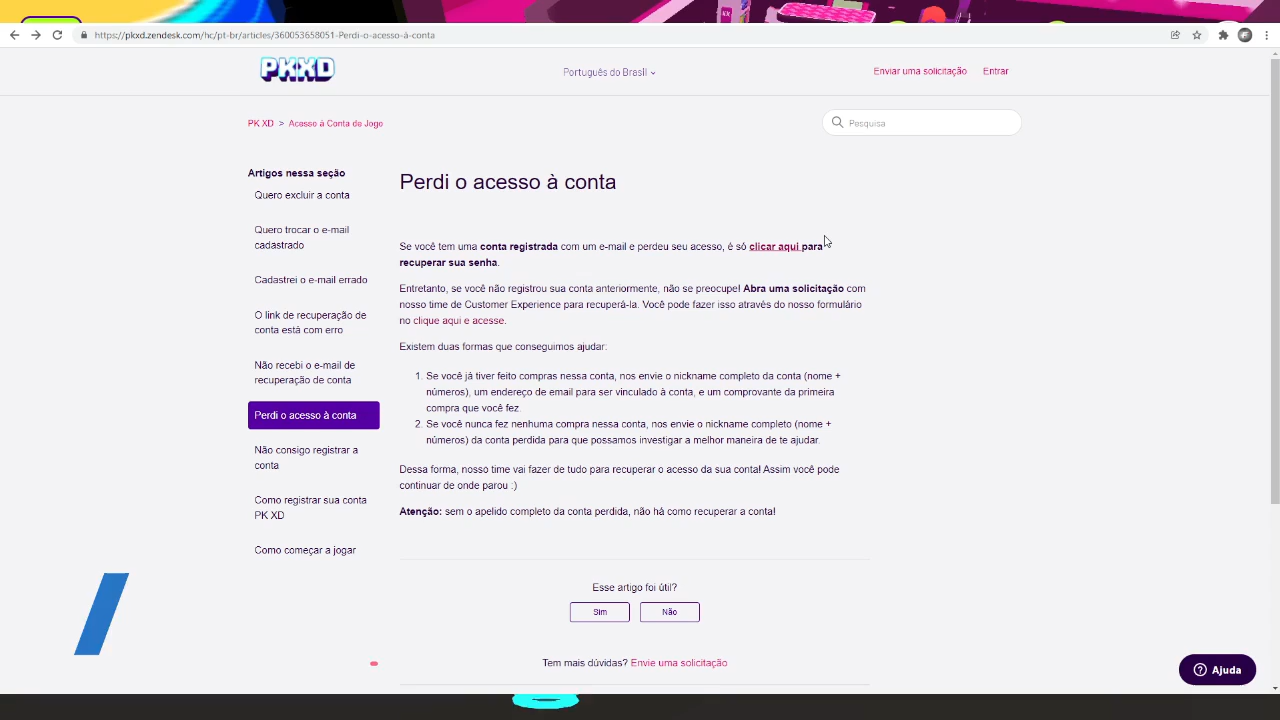 https://pkxd.zendesk.com/hc/pt-br/articles/360053658051-Perdi-o-acesso-à-conta
PKXD
Português do Brasil
Enviar uma solicitação
Entrar
PK XD > Acesso à Conta de Jogo
Pesquisa
Artigos nessa seção
Quero excluir a conta
Quero trocar o e-mail
cadastrado
Cadastrei o e-mail errado
O link de recuperação de
conta está com erro
Não recebi o e-mail de
recuperação de conta
Perdi o acesso à conta
Não consigo registrar a
conta
Como registrar sua conta
PK XD
Como começar a jogar
Perdi o acesso à conta
Se você tem uma conta registrada com um e-mail e perdeu seu acesso, é só clicar aqui para
recuperar sua senha.
Entretanto, se você não registrou sua conta anteriormente, não se preocupe! Abra uma solicitação com
nosso time de Customer Experience para recuperá-la. Você pode fazer isso através do nosso formulário
no clique aqui e acesse.
Existem duas formas que conseguimos ajudar:
1. Se você já tiver feito compras nessa conta, nos envie o nickname completo da conta (nome +
números), um endereço de email para ser vinculado à conta, e um comprovante da primeira
compra que você fez.
2. Se você nunca fez nenhuma compra nessa conta, nos envie o nickname completo (nome +
números) da conta perdida para que possamos investigar a melhor maneira de te ajudar.
Dessa forma, nosso time vai fazer de tudo para recuperar o acesso da sua conta! Assim você pode
continuar de onde parou :)
Atenção: sem o apelido completo da conta perdida, não há como recuperar a conta!
Esse artigo foi útil?
Sim
Não
Tem mais dúvidas? Envie uma solicitação
Ajuda